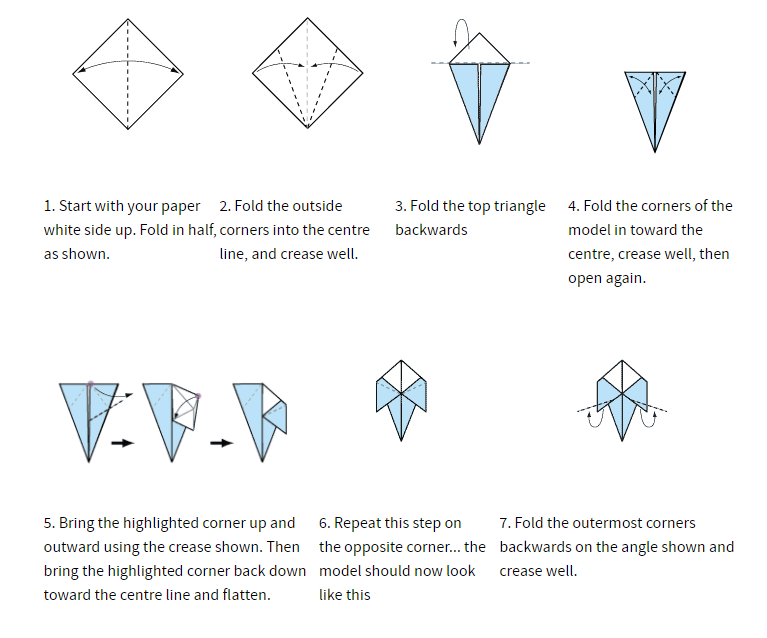 1. Start with your paper
white side up. Fold in half,
as shown.
2. Fold the outside
corners into the centre
line, and crease well.
3. Fold the top triangle
backwards
4. Fold the corners of the
model in toward the
centre, crease well, then
open again.
5. Bring the highlighted corner up and
outward using the crease shown. Then
bring the highlighted corner back down
toward the centre line and flatten.
6. Repeat this step on
the opposite corner... the
model should now look
like this
7. Fold the outermost corners
backwards on the angle shown and
crease well.